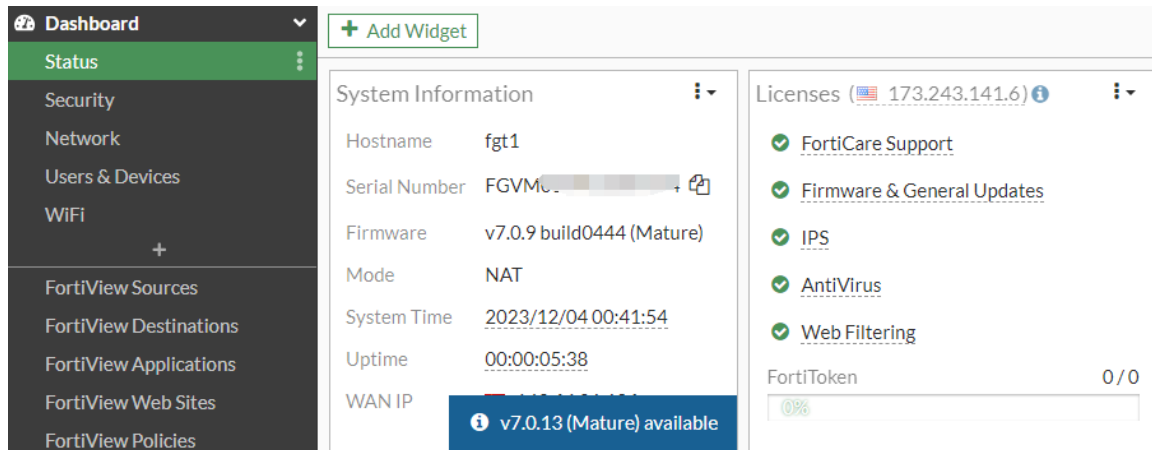 Dashboard
Status
Security
Network
Users & Devices
WiFi
+
FortiView Sources
FortiView Destinations
FortiView Applications
FortiView Web Sites
FortiView Policies
+ Add Widget
System Information
Hostname fgt1
Serial Number FGVM
Firmware v7.0.9 build0444 (Mature)
Mode NAT
System Time 2023/12/04 00:41:54
Uptime 00:00:05:38
WAN IP
v7.0.13 (Mature) available
Licenses (173.243.141.6)
FortiCare Support
Firmware & General Updates
IPS
AntiVirus
Web Filtering
FortiToken 0/0
0%